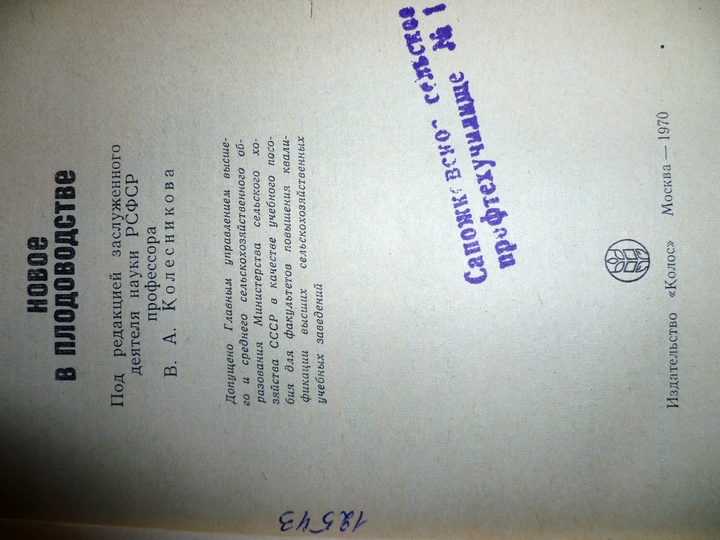 НОВОЕ
В ПЛОДОВОДСТВЕ
Под редакцией заслуженного
деятеля науки РСФСР
профессора
В. А. Колесникова
Допущено Главным управлением высше-
го и среднего сельскохозяйственного об-
разования Министерства сельского хо-
зяйства СССР в качестве учебного посо-
бия для факультетов повышения квали-
фикации высших сельскохозяйственных
учебных заведений
сельское
профтехучилище № 1
Издательство «Колос» Москва — 1970
12543